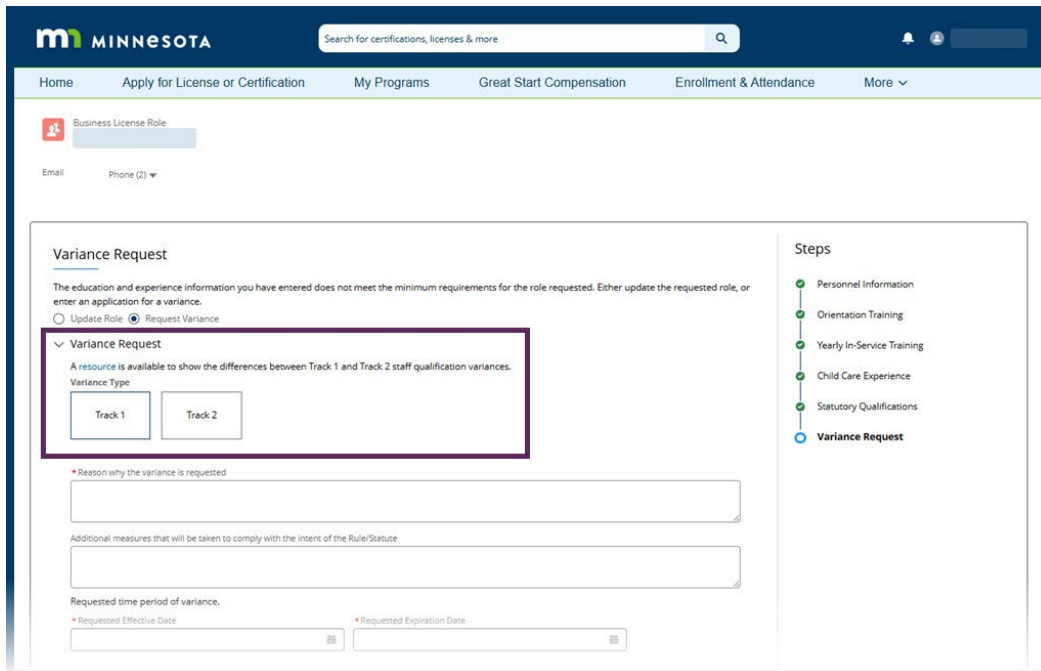 MINNESOTA
Search for certifications, licenses & more
Home Apply for License or Certification My Programs Great Start Compensation Enrollment & Attendance More
Business License Role
Email Phone (2)
Variance Request
The education and experience information you have entered does not meet the minimum requirements for the role requested. Either update the requested role, or
enter an application for a variance.
Update Role Request Variance
Variance Request
A resource is available to show the differences between Track 1 and Track 2 staff qualification variances.
Variance Type
Track 1 Track 2
*Reason why the variance is requested
Additional measures that will be taken to comply with the intent of the Rule/Statute
Requested time period of variance.
*Requested Effective Date *Requested Expiration Date
Steps
Personnel Information
Orientation Training
Yearly In-Service Training
Child Care Experience
Statutory Qualifications
Variance Request